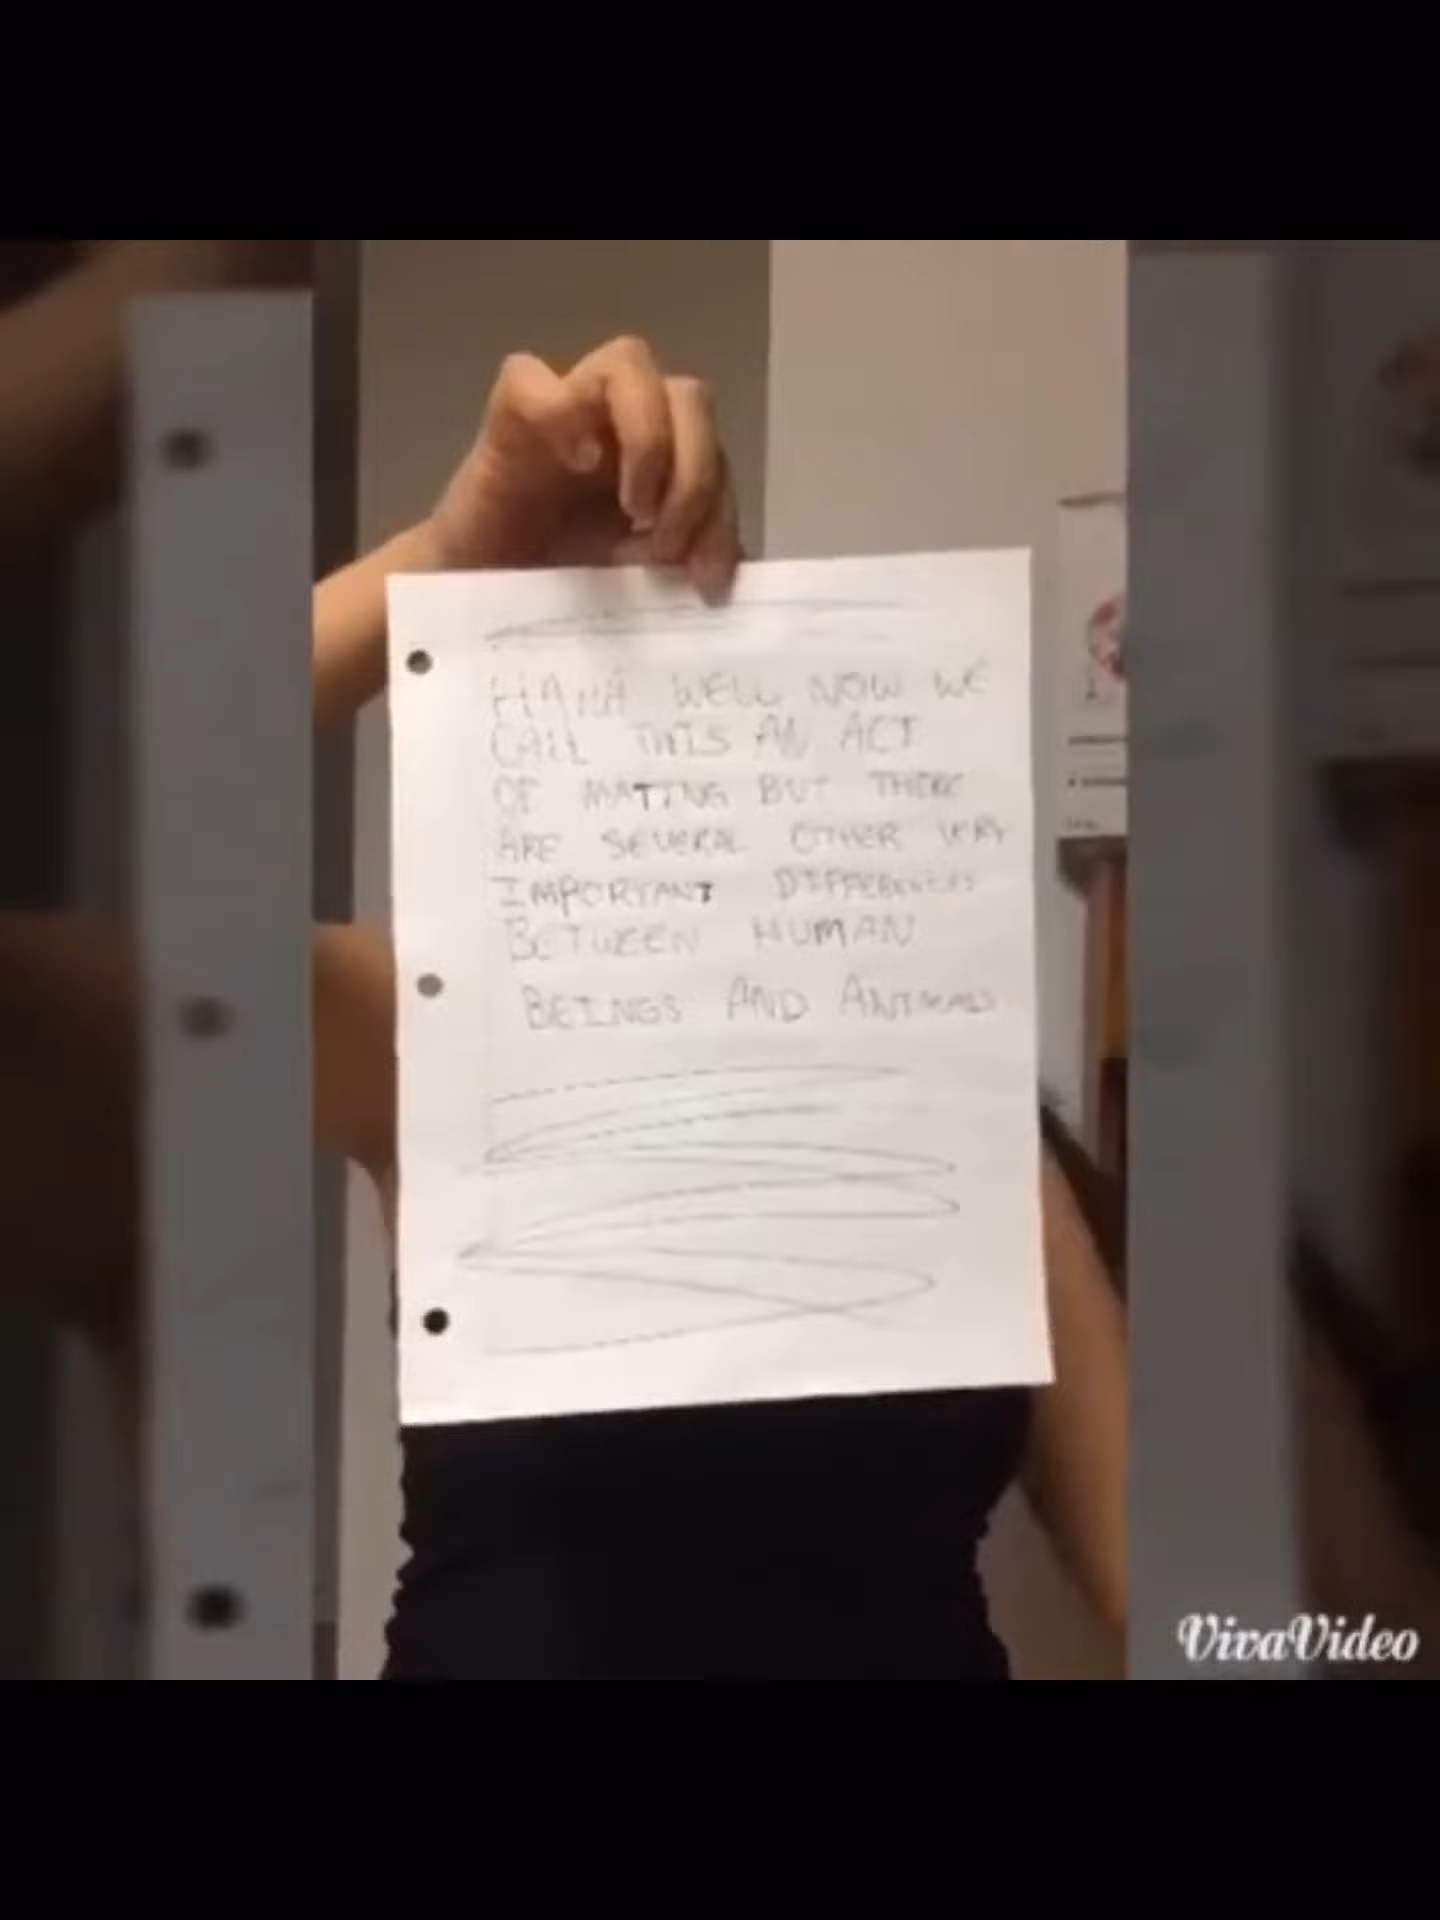 HAHA WELL NOW WE
CALL THIS AN ACT
OF MATING BUT THERE
ARE SEVERAL OTHER VERY
IMPORTANT DIFFERENCES
BETWEEN HUMAN
BEINGS AND ANIMALS
VivaVideo